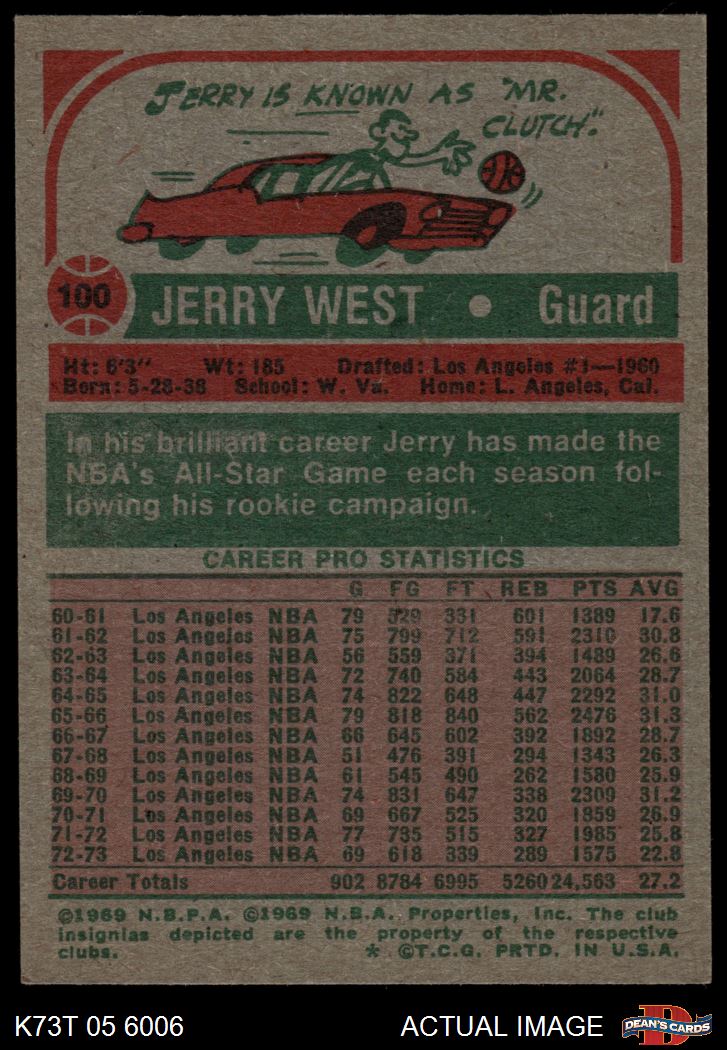 JERRY IS KNOWN AS "MR.
CLUTCH."
100 JERRY WEST • Guard
Ht: 6'3" Wt: 185 Drafted: Los Angeles #1—1960
Born: 5-28-38 School: W. Va. Home: L. Angeles, Cal.
In his brilliant career Jerry has made the
NBA's All-Star Game each season fol-
lowing his rookie campaign.
CAREER PRO STATISTICS
G FG FT REB PTS AVG
60-61 Los Angeles NBA 79 529 331 601 1389 17.6
61-62 Los Angeles NBA 75 799 712 591 2310 30.8
62-63 Los Angeles NBA 56 559 371 394 1489 26.6
63-64 Los Angeles NBA 72 740 584 443 2064 28.7
64-65 Los Angeles NBA 74 822 648 447 2292 31.0
65-66 Los Angeles NBA 79 818 840 562 2476 31.3
66-67 Los Angeles NBA 66 645 602 392 1892 28.7
67-68 Los Angeles NBA 51 476 391 294 1343 26.3
68-69 Los Angeles NBA 61 545 490 262 1580 25.9
69-70 Los Angeles NBA 74 831 647 338 2309 31.2
70-71 Los Angeles NBA 69 667 525 320 1859 26.9
71-72 Los Angeles NBA 77 735 515 327 1985 25.8
72-73 Los Angeles NBA 69 618 339 289 1575 22.8
Career Totals 902 8784 6995 5260 24,563 27.2
©1969 N.B.P.A. ©1969 N.B.A. Properties, Inc. The club
insignias depicted are the property of the respective
clubs. * ©T.C.G. PRTD. IN U.S.A.
K73T 05 6006 ACTUAL IMAGE D DEAN'S CARDS